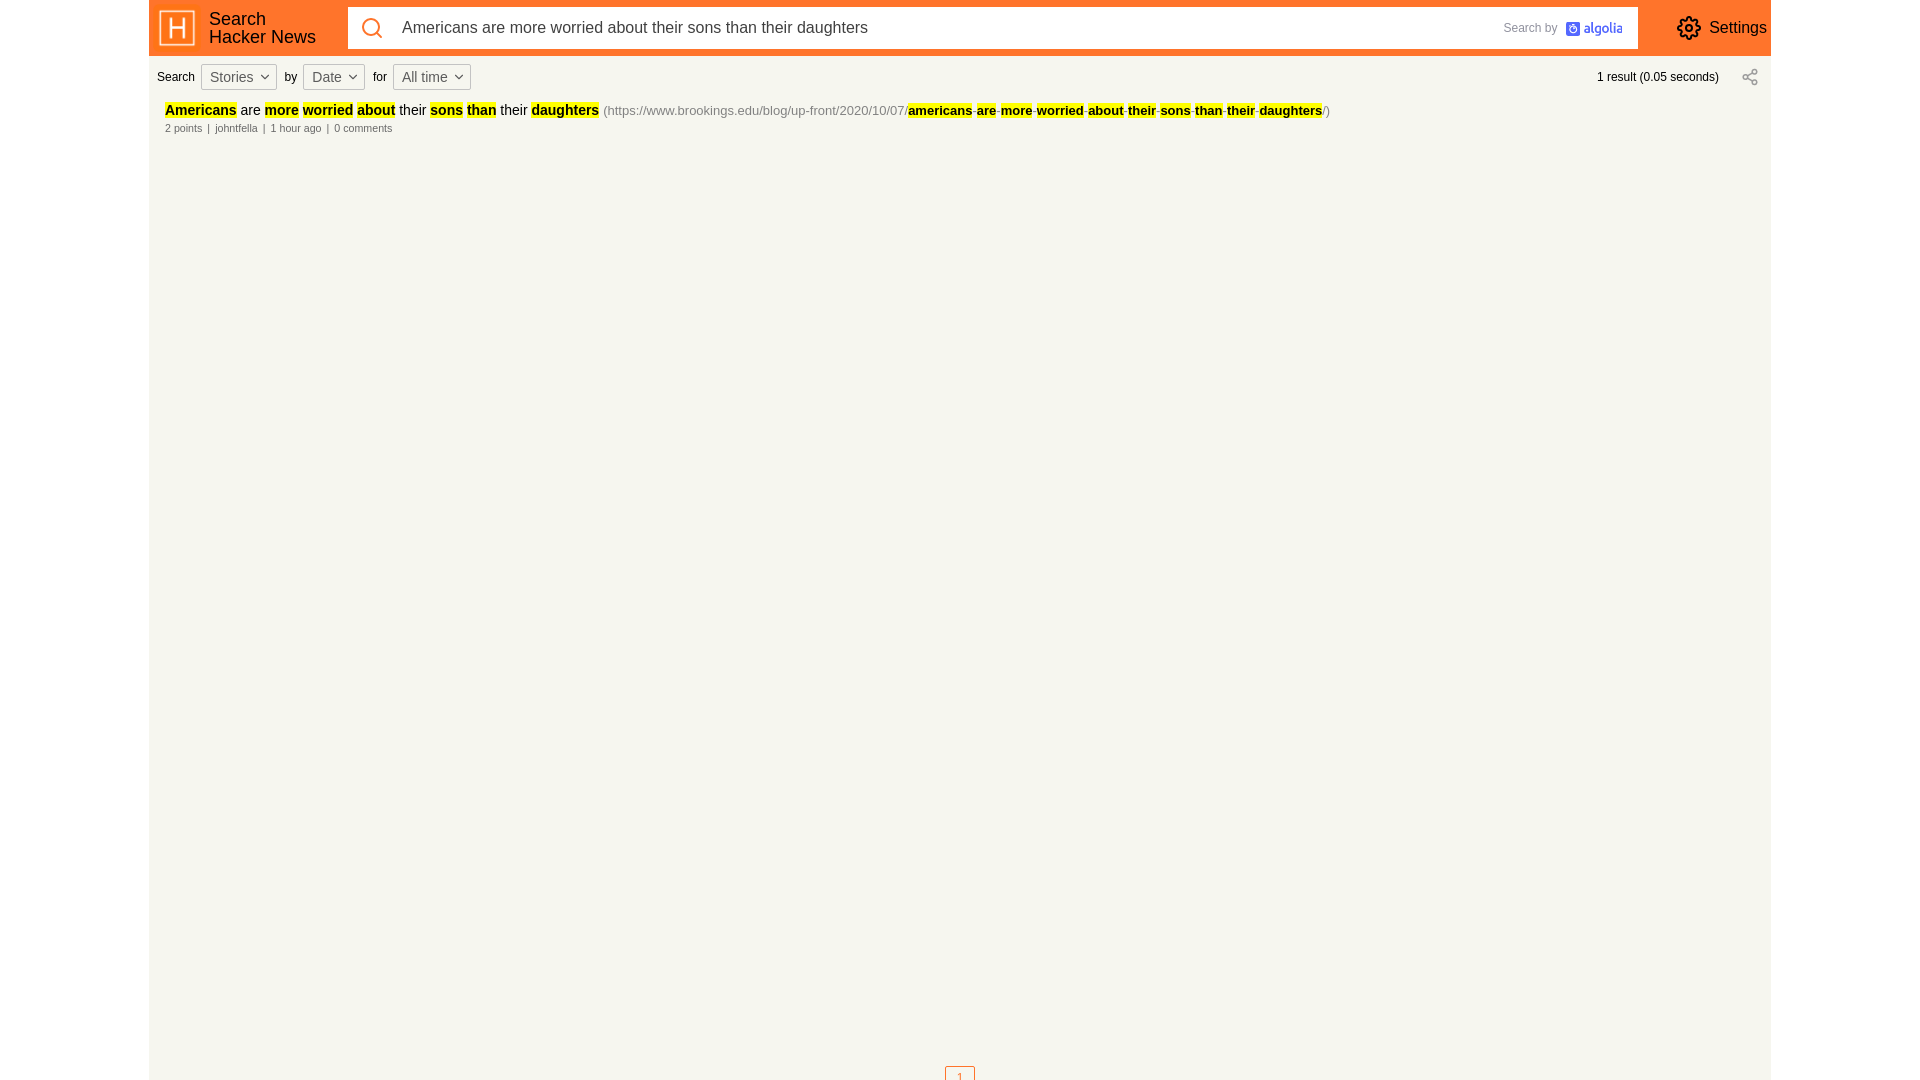 H
Search
Hacker News
Americans are more worried about their sons than their daughters
Search by algolia
Settings
Search Stories by Date for All time
1 result (0.05 seconds)
Americans are more worried about their sons than their daughters (https://www.brookings.edu/blog/up-front/2020/10/07/americans-are-more-worried-about-their-sons-than-their-daughters/)
2 points | johntfella | 1 hour ago | 0 comments
1